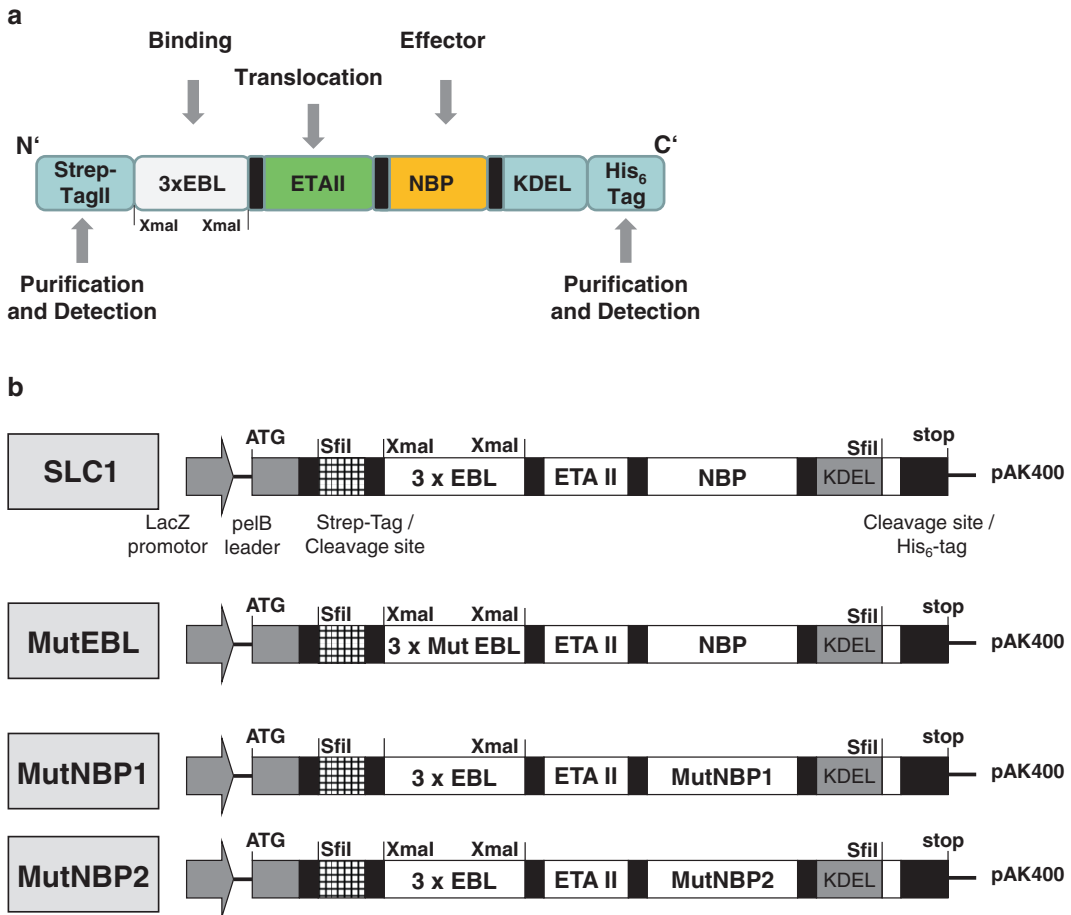 a
Binding
Effector
Translocation
N‘
C‘
Strep-
TagII
3xEBL
ETAII
NBP
KDEL
His6
Tag
XmaI XmaI
Purification
and Detection
Purification
and Detection
b
SLC1
ATG SfiI XmaI XmaI SfiI stop
3 x EBL ETA II NBP KDEL pAK400
LacZ
promotor
pelB
leader
Strep-Tag /
Cleavage site
Cleavage site /
His6-tag
MutEBL
ATG SfiI XmaI XmaI SfiI stop
3 x Mut EBL ETA II NBP KDEL pAK400
MutNBP1
ATG SfiI XmaI SfiI stop
3 x EBL ETA II MutNBP1 KDEL pAK400
MutNBP2
ATG SfiI XmaI XmaI SfiI stop
3 x EBL ETA II MutNBP2 KDEL pAK400